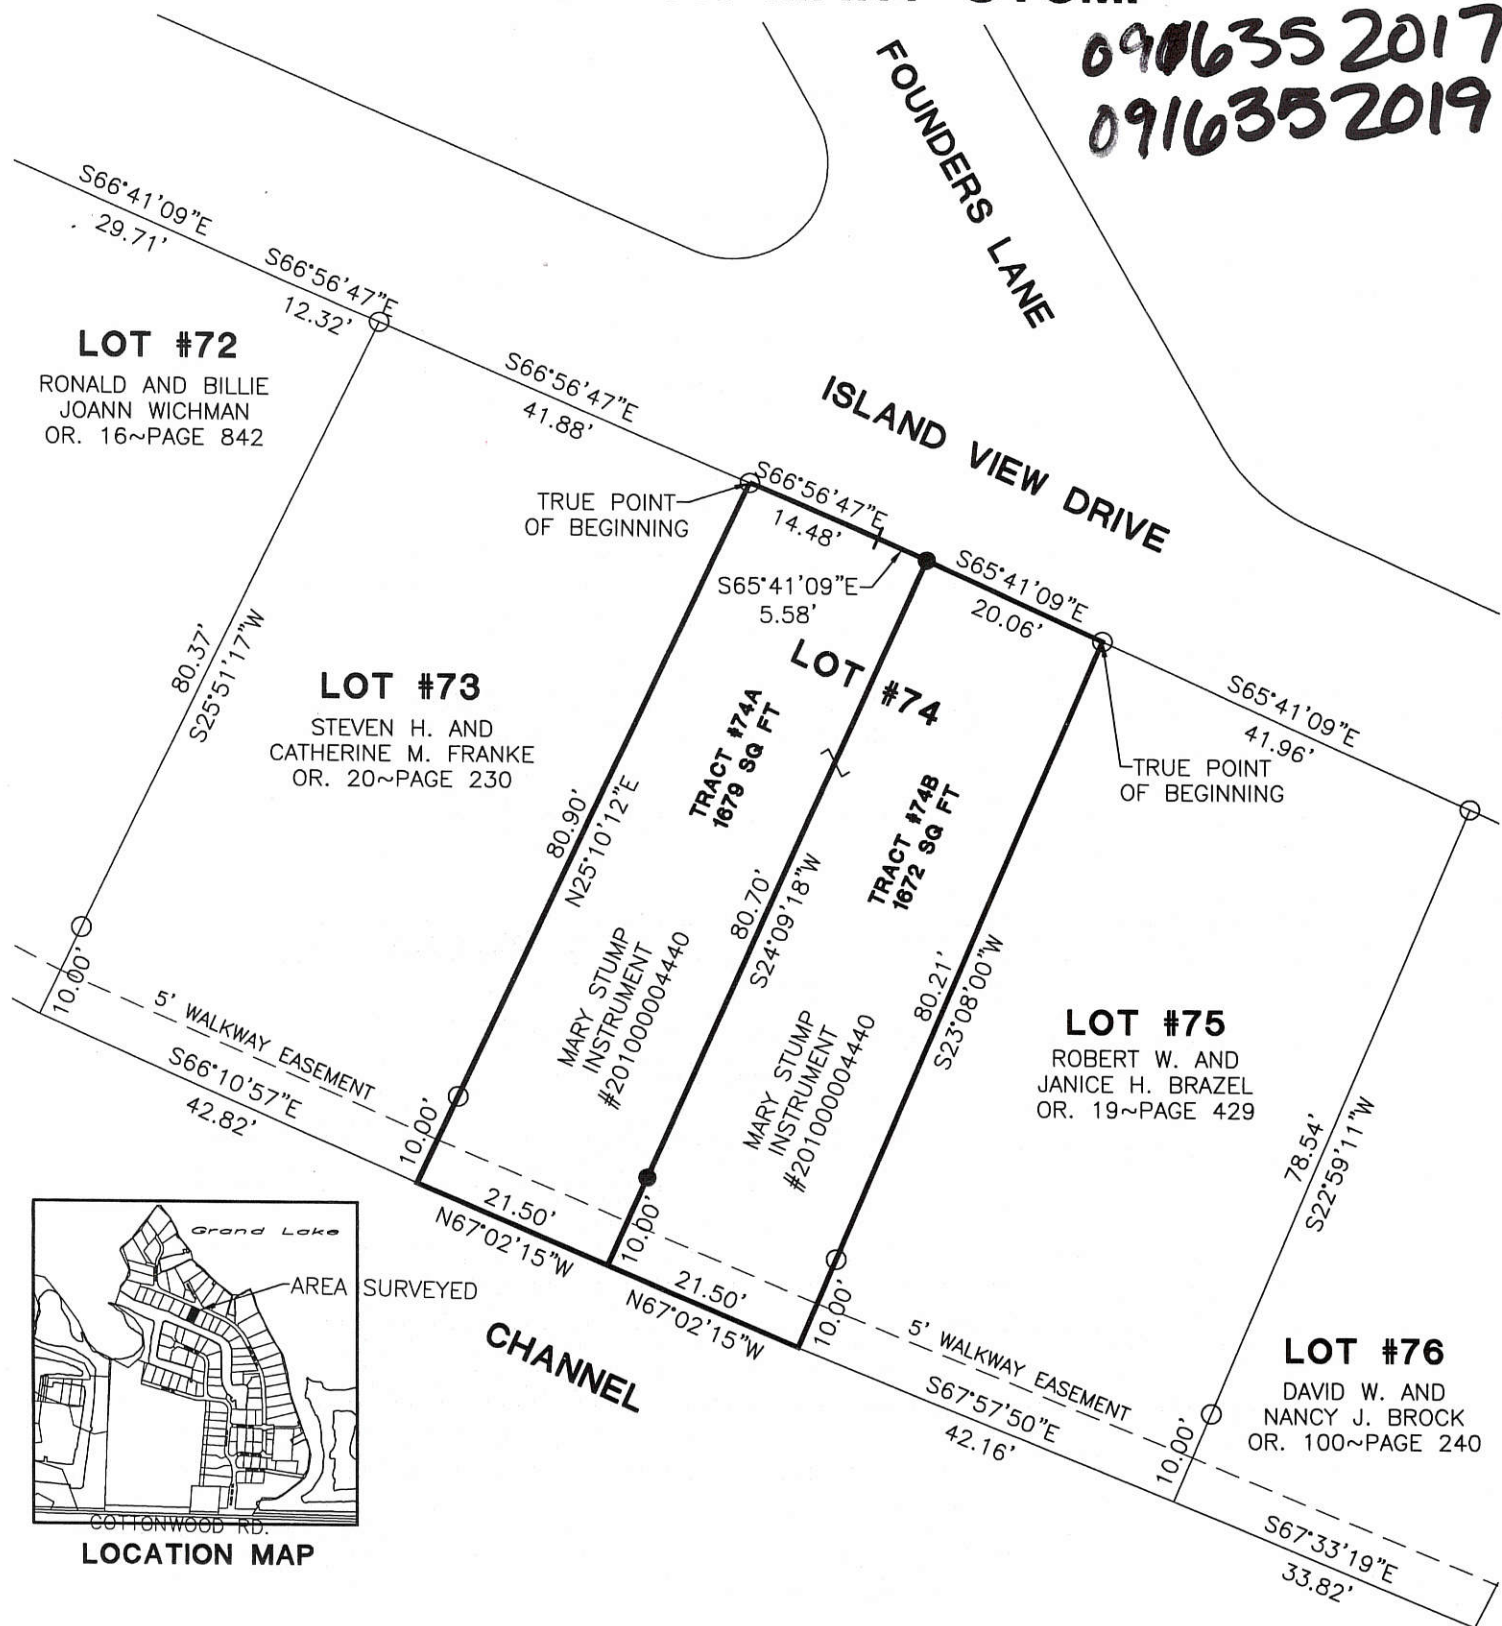 0916352017
0916352019
FOUNDERS LANE
S66°41'09"E
29.71'
S66°56'47"E
12.32'
LOT #72
RONALD AND BILLIE
JOANN WICHMAN
OR. 16~PAGE 842
S66°56'47"E
41.88'
ISLAND VIEW DRIVE
TRUE POINT
OF BEGINNING
S66°56'47"E
14.48'
S65°41'09"E
5.58'
S65°41'09"E
20.06'
LOT #74
S65°41'09"E
41.96'
TRUE POINT
OF BEGINNING
80.37'
S25°51'17"W
LOT #73
STEVEN H. AND
CATHERINE M. FRANKE
OR. 20~PAGE 230
TRACT #74A
1679 SQ FT
TRACT #74B
1672 SQ FT
80.90'
N25°10'12"E
80.70'
S24°09'18"W
80.21'
S23°08'00"W
MARY STUMP
INSTRUMENT
#201000004440
MARY STUMP
INSTRUMENT
#201000004440
LOT #75
ROBERT W. AND
JANICE H. BRAZEL
OR. 19~PAGE 429
78.54'
S22°59'11"W
10.00'
5' WALKWAY EASEMENT
S66°10'57"E
42.82'
10.00'
21.50'
N67°02'15"W
10.00'
21.50'
N67°02'15"W
10.00'
5' WALKWAY EASEMENT
S67°57'50"E
42.16'
10.00'
LOT #76
DAVID W. AND
NANCY J. BROCK
OR. 100~PAGE 240
S67°33'19"E
33.82'
CHANNEL
Grand Lake
AREA SURVEYED
COTTONWOOD RD.
LOCATION MAP